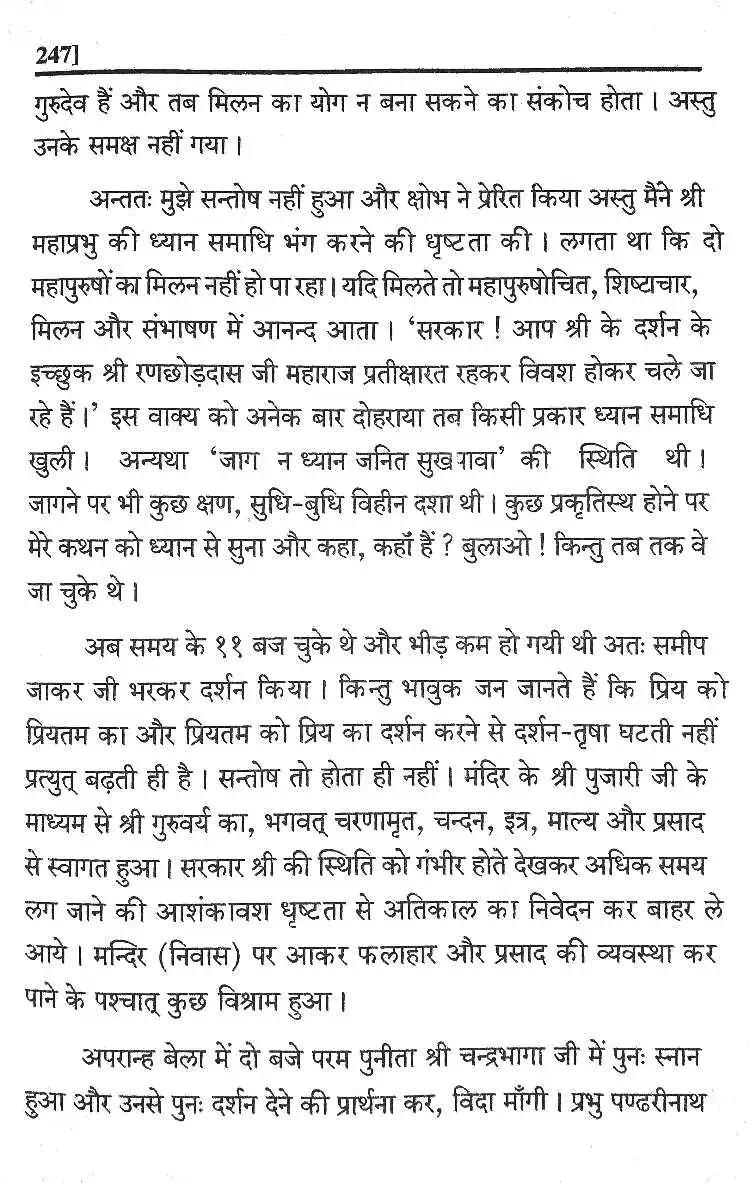 247]
गुरुदेव हैं और तब मिलन का योग न बना सकने का संकोच होता । अस्तु
उनके समक्ष नहीं गया ।
अन्ततः मुझे सन्तोष नहीं हुआ और क्षोभ ने प्रेरित किया अस्तु मैंने श्री
महाप्रभु की ध्यान समाधि भंग करने की धृष्टता की । लगता था कि दो
महापुरुषों का मिलन नहीं हो पा रहा । यदि मिलते तो महापुरुषोचित, शिष्टाचार,
मिलन और संभाषण में आनन्द आता । ‘सरकार ! आप श्री के दर्शन के
इच्छुक श्री रणछोड़दास जी महाराज प्रतीक्षारत रहकर विवश होकर चले जा
रहे हैं ।’ इस वाक्य को अनेक बार दोहराया तब किसी प्रकार ध्यान समाधि
खुली । अन्यथा ‘जाग न ध्यान जनित सुख पावा’ की स्थिति थी ।
जागने पर भी कुछ क्षण, सुधि-बुधि विहीन दशा थी । कुछ प्रकृतिस्थ होने पर
मेरे कथन को ध्यान से सुना और कहा, कहाँ हैं ? बुलाओ ! किन्तु तब तक वे
जा चुके थे ।
अब समय के ११ बज चुके थे और भीड़ कम हो गयी थी अतः समीप
जाकर जी भरकर दर्शन किया । किन्तु भावुक जन जानते हैं कि प्रिय को
प्रियतम का और प्रियतम को प्रिय का दर्शन करने से दर्शन-तृषा घटती नहीं
प्रत्युत् बढ़ती ही है । सन्तोष तो होता ही नहीं । मंदिर के श्री पुजारी जी के
माध्यम से श्री गुरुवर्य का, भगवत् चरणामृत, चन्दन, इत्र, माल्य और प्रसाद
से स्वागत हुआ । सरकार श्री की स्थिति को गंभीर होते देखकर अधिक समय
लग जाने की आशंकावश धृष्टता से अतिकाल का निवेदन कर बाहर ले
आये । मन्दिर (निवास) पर आकर फलाहार और प्रसाद की व्यवस्था कर
पाने के पश्चात् कुछ विश्राम हुआ ।
अपरान्ह बेला में दो बजे परम पुनीता श्री चन्द्रभागा जी में पुनः स्नान
हुआ और उनसे पुनः दर्शन देने की प्रार्थना कर, विदा माँगी । प्रभु पण्ढरीनाथ